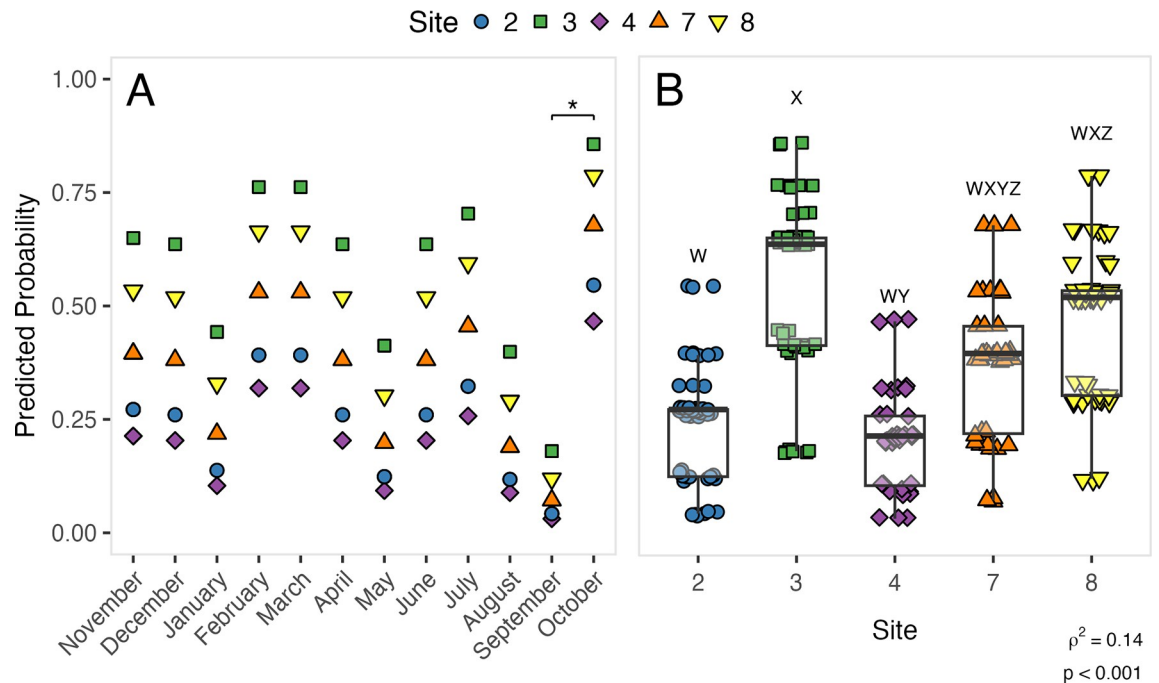 Site 2 3 4 7 8
A
B
1.00
0.75
0.50
0.25
0.00
Predicted Probability
*
November
December
January
February
March
April
May
June
July
August
September
October
W
X
WY
WXYZ
WXZ
2 3 4 7 8
Site
ρ² = 0.14
p < 0.001